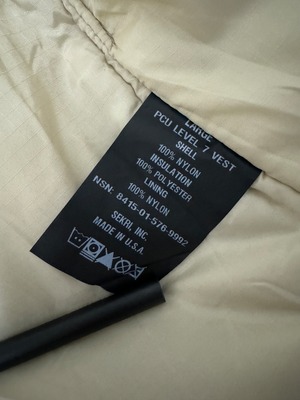 LARGE
PCU LEVEL 7 VEST
SHELL
100% NYLON
INSULATION
100% POLYESTER
LINING
100% NYLON
NSN- 8415-01-576-9992
SEKRI, INC.
MADE IN U.S.A.